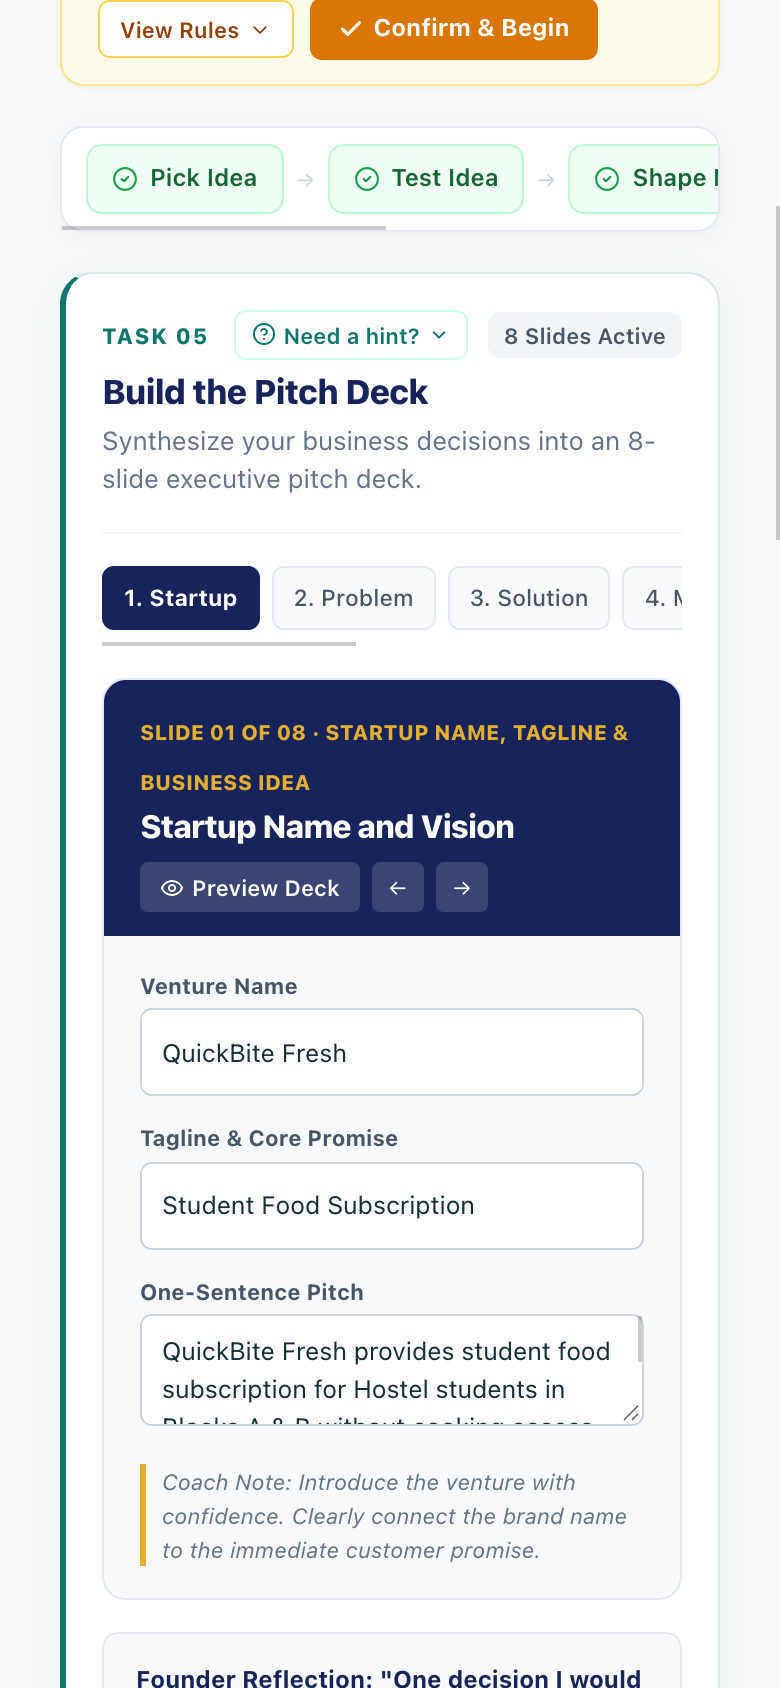 View Rules
Confirm & Begin
Pick Idea → Test Idea → Shape
TASK 05
Need a hint?
8 Slides Active
Build the Pitch Deck
Synthesize your business decisions into an 8-
slide executive pitch deck.
1. Startup
2. Problem
3. Solution
4.
SLIDE 01 OF 08 · STARTUP NAME, TAGLINE &
BUSINESS IDEA
Startup Name and Vision
Preview Deck
←
→
Venture Name
QuickBite Fresh
Tagline & Core Promise
Student Food Subscription
One-Sentence Pitch
QuickBite Fresh provides student food
subscription for Hostel students in
Blocks A & B without cooking access
Coach Note: Introduce the venture with
confidence. Clearly connect the brand name
to the immediate customer promise.
Founder Reflection: "One decision I would